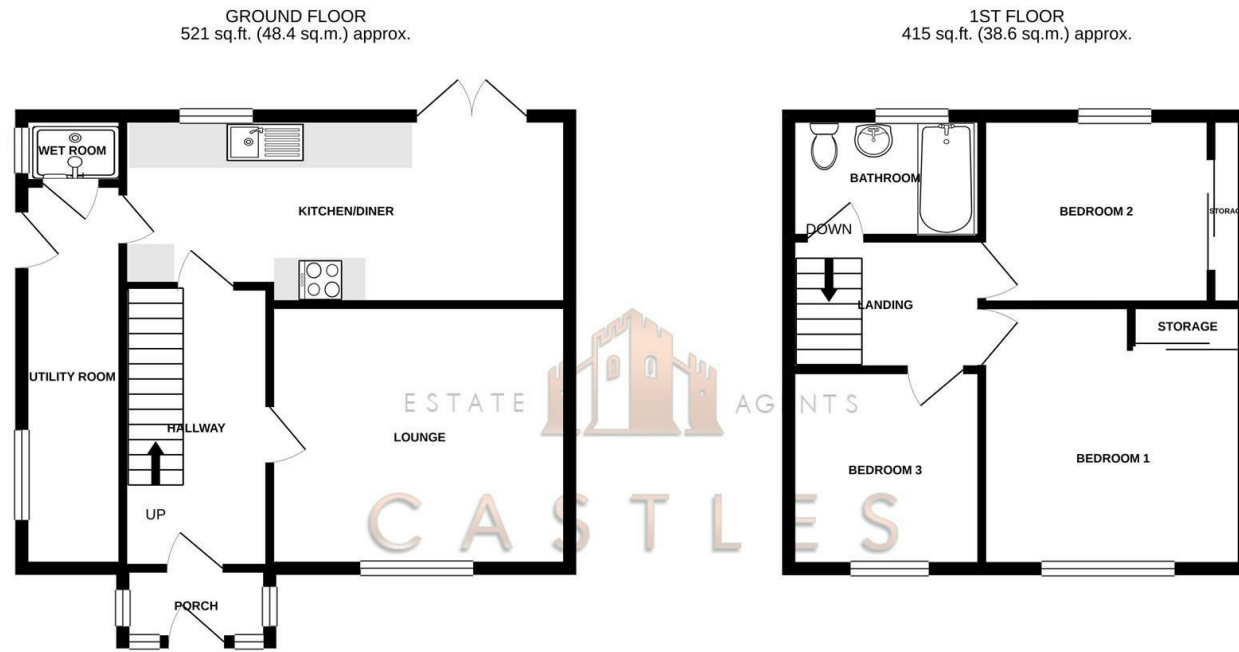 GROUND FLOOR
521 sq.ft. (48.4 sq.m.) approx.
1ST FLOOR
415 sq.ft. (38.6 sq.m.) approx.
WET ROOM
KITCHEN/DINER
UTILITY ROOM
HALLWAY
LOUNGE
UP
PORCH
BATHROOM
BEDROOM 2
STORAG
DOWN
LANDING
STORAGE
BEDROOM 1
BEDROOM 3
ESTATE AGENTS
CASTLES